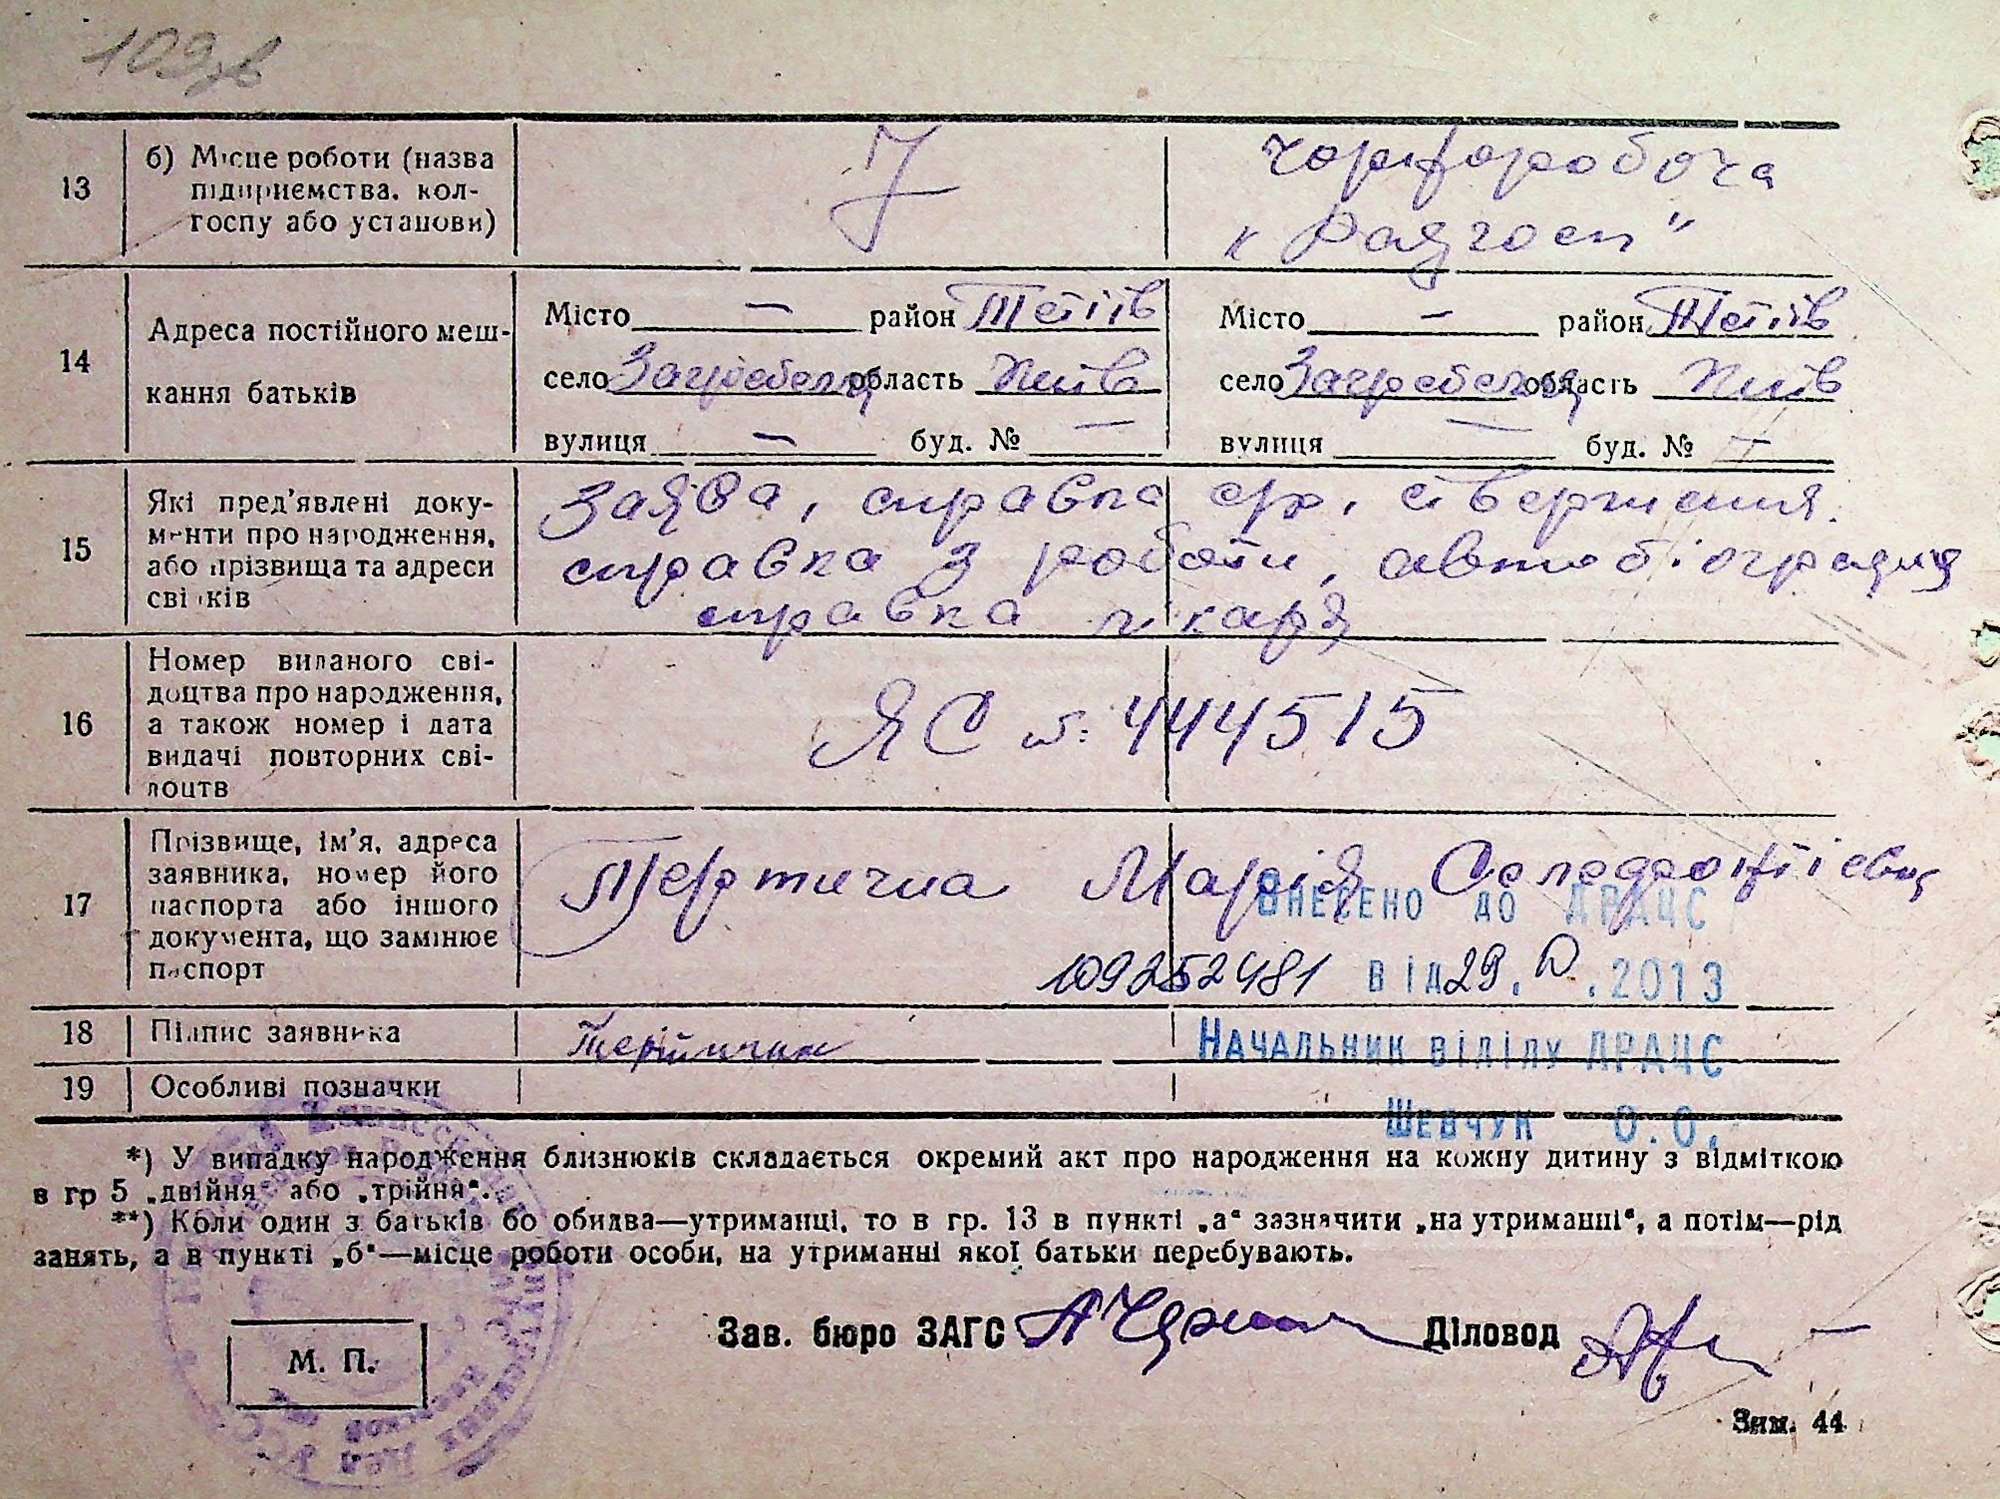 109зв
13
б) Місце роботи (назва
підприємства, кол-
госпу або установи)
чорноробоча
"Радгосп"
14
Адреса постійного меш-
кання батьків
Місто — район Тетіїв
село область Київ
вулиця — буд. № —
Місто — район Тетіїв
село область Київ
вулиця — буд. № —
15
Які пред'явлені доку-
менти про народження,
або прізвища та адреси
свідків
Заява, справка ствердження.
справка з роботи, автобіографія
справка лікаря
16
Номер виданого сві-
доцтва про народження,
а також номер і дата
видачі повторних сві-
доцтв
ЯС №: 444515
17
Прізвище, ім'я, адреса
заявника, номер його
паспорта або іншого
документа, що замінює
паспорт
Тертична Марія
Внесено до ДРАЦС
109252481 від 29. .2013
18
Підпис заявника
Начальник відділу ДРАЦС
19
Особливі позначки
Шевчук О.О.
*) У випадку народження близнюків складається окремий акт про народження на кожну дитину з відміткою
в гр 5 „двійня“ або „трійня“.
**) Коли один з батьків бо обидва—утриманці, то в гр. 13 в пункті „а“ зазначити „на утриманні“, а потім—рід
занять, а в пункті „б“—місце роботи особи, на утриманні якої батьки перебувають.
Зав. бюро ЗАГС Діловод
М. П.
Зим. 44